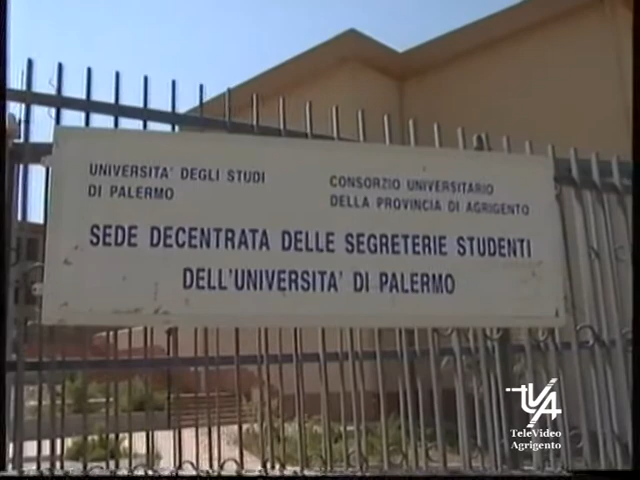 UNIVERSITA' DEGLI STUDI
DI PALERMO
CONSORZIO UNIVERSITARIO
DELLA PROVINCIA DI AGRIGENTO
SEDE DECENTRATA DELLE SEGRETERIE STUDENTI
DELL'UNIVERSITA' DI PALERMO
TVA
TeleVideo
Agrigento